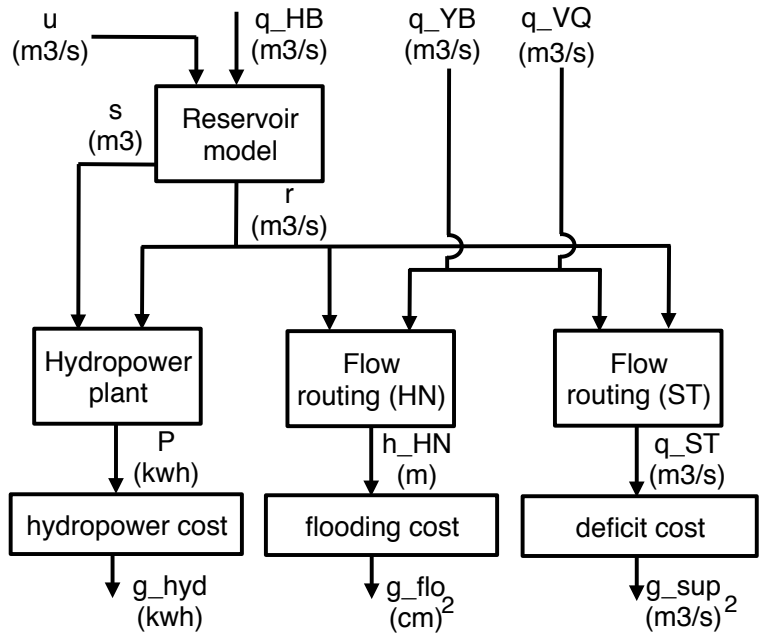 u
(m3/s)
q_HB
(m3/s)
q_YB
(m3/s)
q_VQ
(m3/s)
Reservoir
model
s
(m3)
r
(m3/s)
Hydropower
plant
Flow
routing (HN)
Flow
routing (ST)
P
(kwh)
h_HN
(m)
q_ST
(m3/s)
hydropower cost
flooding cost
deficit cost
g_hyd
(kwh)
g_flo
(cm)²
g_sup
(m3/s)²